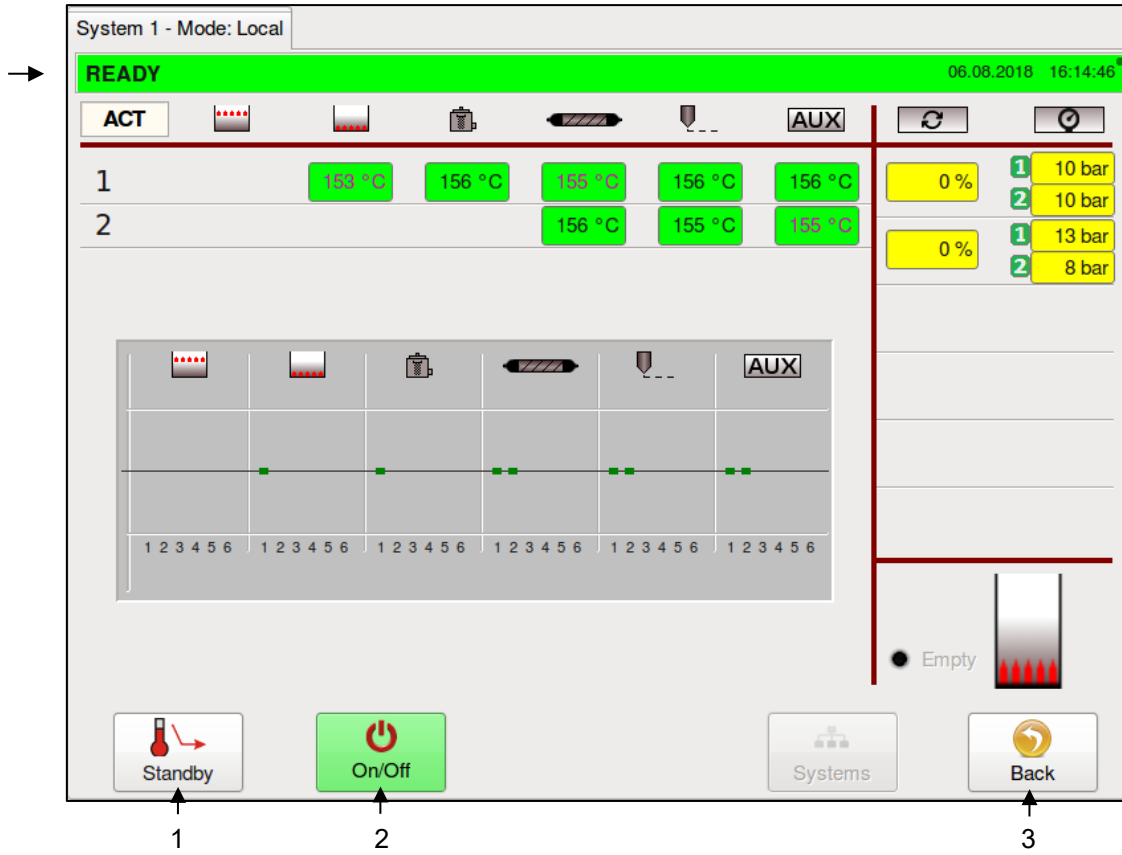 System 1 - Mode: Local
READY 06.08.2018 16:14:46
ACT AUX
1 153 °C 156 °C 155 °C 156 °C 156 °C 0 % 1 10 bar
2 10 bar
2 156 °C 155 °C 155 °C 0 % 1 13 bar
2 8 bar
AUX
1 2 3 4 5 6 1 2 3 4 5 6 1 2 3 4 5 6 1 2 3 4 5 6 1 2 3 4 5 6 1 2 3 4 5 6
Empty
Standby On/Off Systems Back
1 2 3